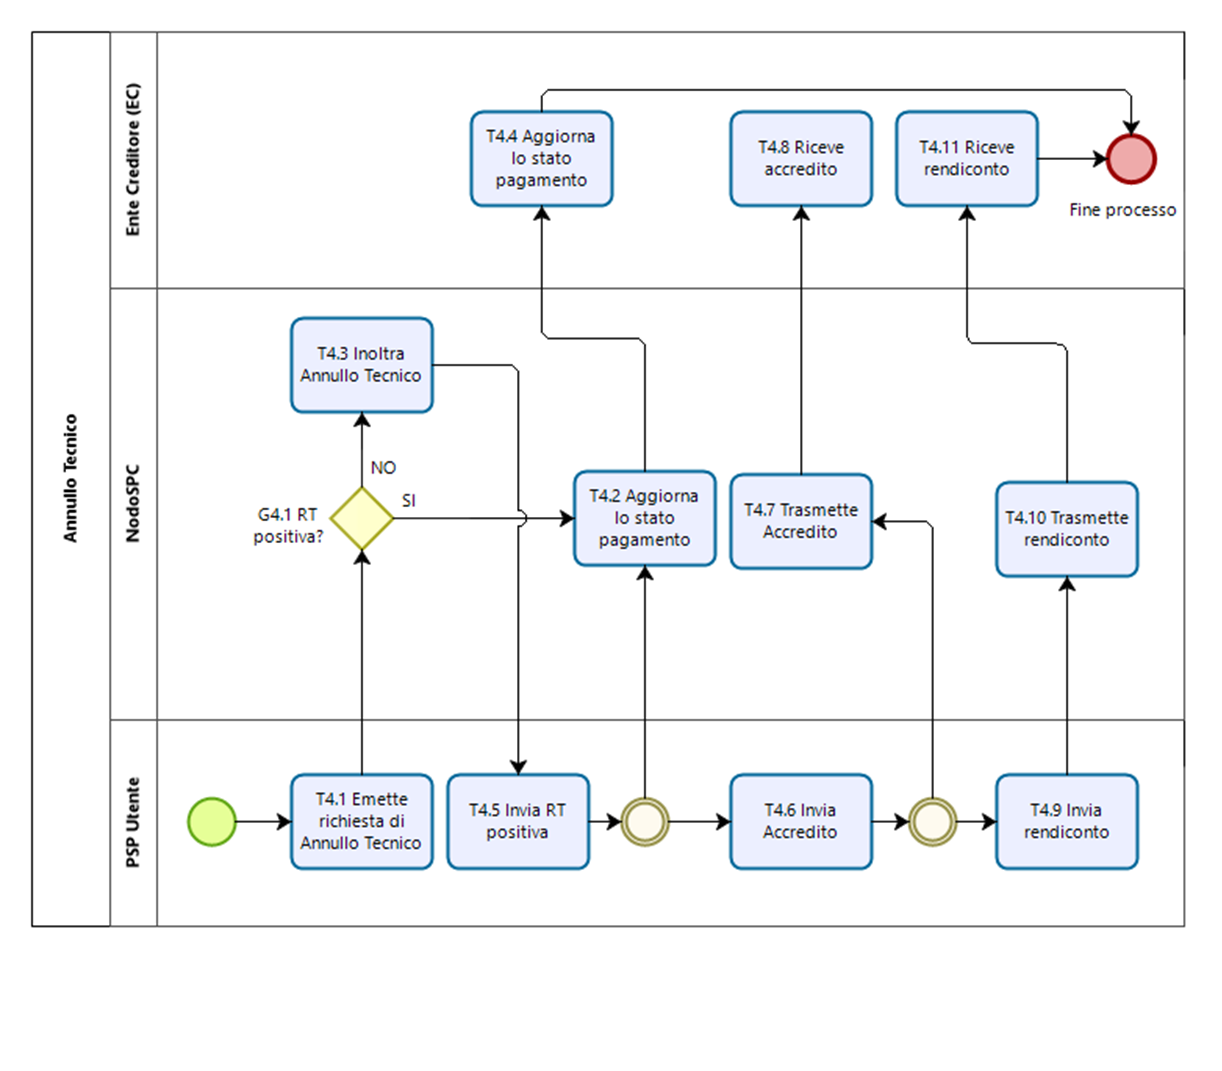 Annullo Tecnico
Ente Creditore (EC)
T4.4 Aggiorna
lo stato
pagamento
T4.8 Riceve
accredito
T4.11 Riceve
rendiconto
Fine processo
NodoSPC
T4.3 Inoltra
Annullo Tecnico
NO
SI
G4.1 RT
positiva?
T4.2 Aggiorna
lo stato
pagamento
T4.7 Trasmette
Accredito
T4.10 Trasmette
rendiconto
PSP Utente
T4.1 Emette
richiesta di
Annullo Tecnico
T4.5 Invia RT
positiva
T4.6 Invia
Accredito
T4.9 Invia
rendiconto